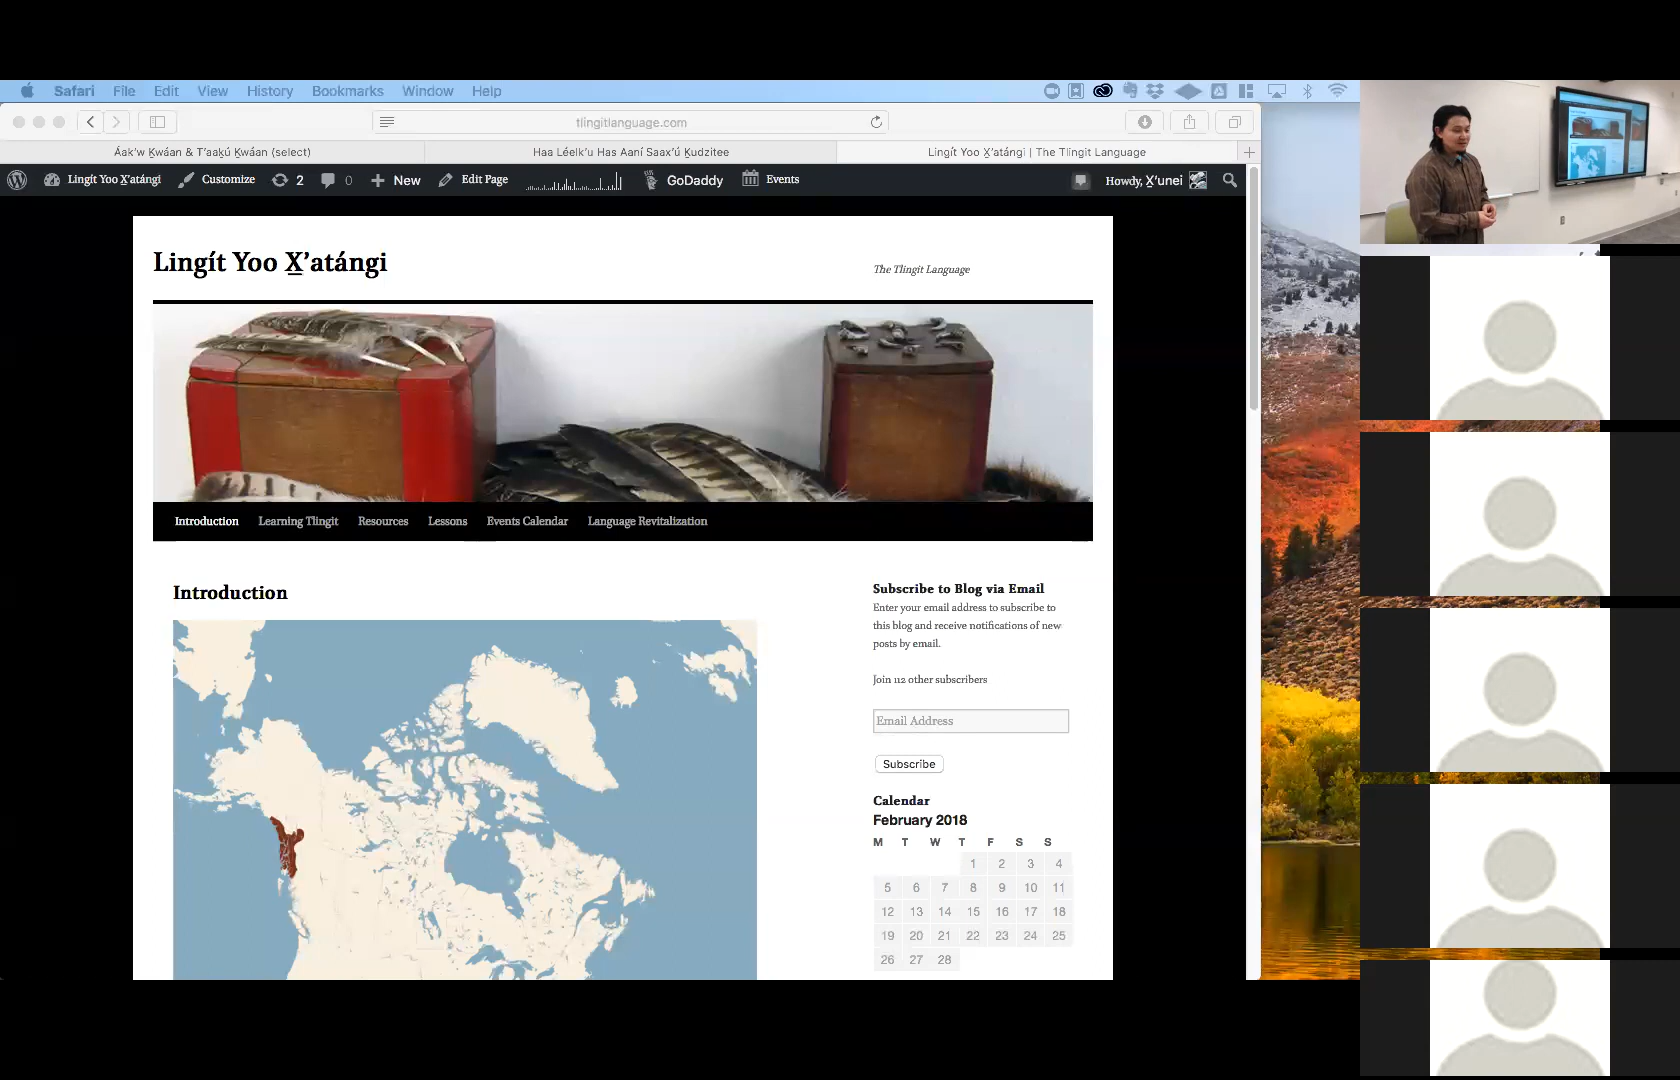 Safari File Edit View History Bookmarks Window Help
tlingitlanguage.com
Áak'w Ḵwáan & T'aaḵú Ḵwáan (select)
Haa Léelk'u Has Aaní Saax'ú Ḵudzitee
Lingít Yoo X̱'atángi | The Tlingit Language
Lingít Yoo X̱'atángi Customize 2 0 New Edit Page GoDaddy Events Howdy, X̱'unei
Lingít Yoo X̱’atángi
The Tlingit Language
Introduction Learning Tlingit Resources Lessons Events Calendar Language Revitalization
Introduction
Subscribe to Blog via Email
Enter your email address to subscribe to
this blog and receive notifications of new
posts by email.
Join 112 other subscribers
Email Address
Subscribe
Calendar
February 2018
M T W T F S S
1 2 3 4
5 6 7 8 9 10 11
12 13 14 15 16 17 18
19 20 21 22 23 24 25
26 27 28